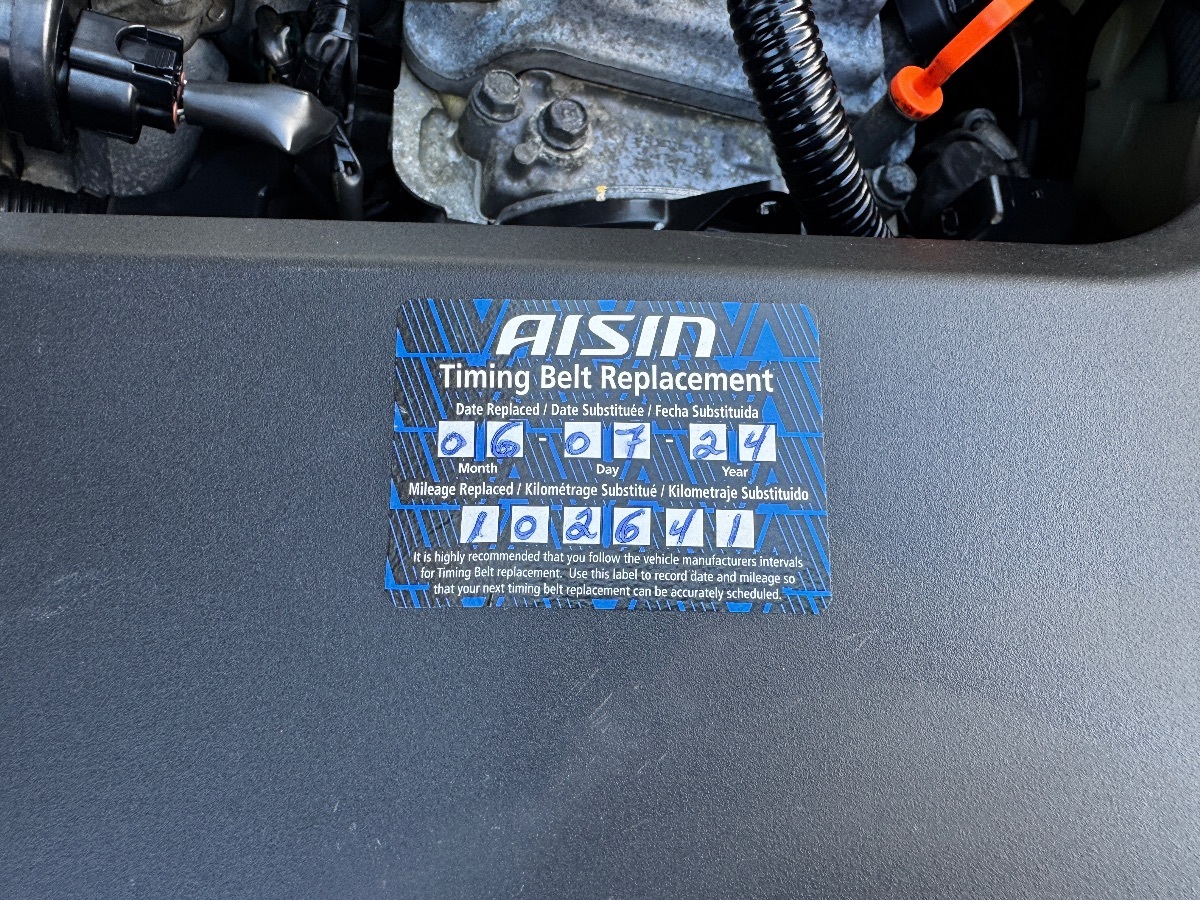 AISIN
Timing Belt Replacement
Date Replaced / Date Substituée / Fecha Substituida
06-07-24
Month Day Year
Mileage Replaced / Kilométrage Substitué / Kilometraje Substituido
102641
It is highly recommended that you follow the vehicle manufacturers intervals
for Timing Belt replacement. Use this label to record date and mileage so
that your next timing belt replacement can be accurately scheduled.